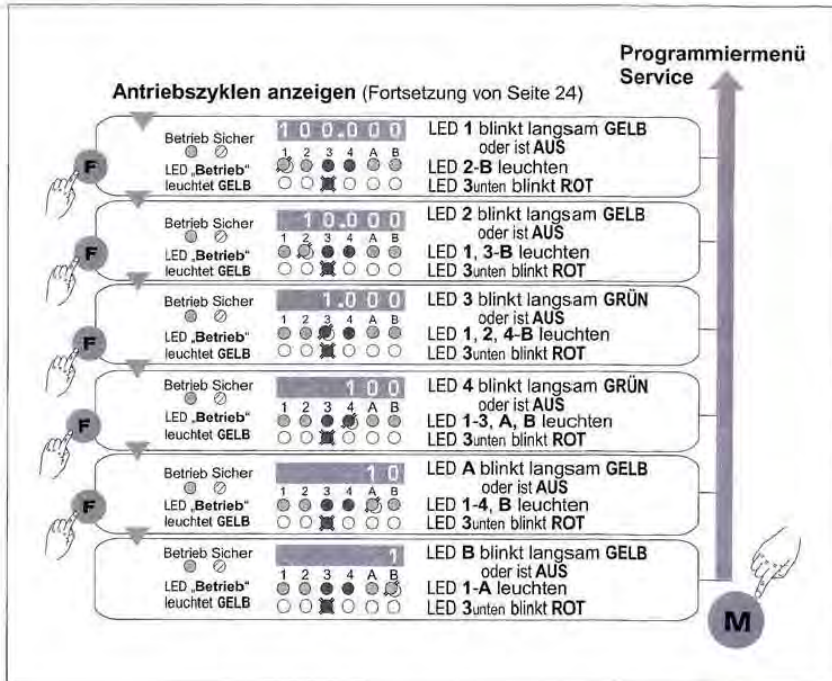 Programmiermenü
Service
Antriebszyklen anzeigen (Fortsetzung von Seite 24)
Betrieb Sicher
100.000
1 2 3 4 A B
LED „Betrieb“
leuchtet GELB
LED 1 blinkt langsam GELB
oder ist AUS
LED 2-B leuchten
LED 3unten blinkt ROT
F
Betrieb Sicher
10.000
1 2 3 4 A B
LED „Betrieb“
leuchtet GELB
LED 2 blinkt langsam GELB
oder ist AUS
LED 1, 3-B leuchten
LED 3unten blinkt ROT
F
Betrieb Sicher
1.000
1 2 3 4 A B
LED „Betrieb“
leuchtet GELB
LED 3 blinkt langsam GRÜN
oder ist AUS
LED 1, 2, 4-B leuchten
LED 3unten blinkt ROT
F
Betrieb Sicher
100
1 2 3 4 A B
LED „Betrieb“
leuchtet GELB
LED 4 blinkt langsam GRÜN
oder ist AUS
LED 1-3, A, B leuchten
LED 3unten blinkt ROT
F
Betrieb Sicher
10
1 2 3 4 A B
LED „Betrieb“
leuchtet GELB
LED A blinkt langsam GELB
oder ist AUS
LED 1-4, B leuchten
LED 3unten blinkt ROT
F
Betrieb Sicher
1
1 2 3 4 A B
LED „Betrieb“
leuchtet GELB
LED B blinkt langsam GELB
oder ist AUS
LED 1-A leuchten
LED 3unten blinkt ROT
M